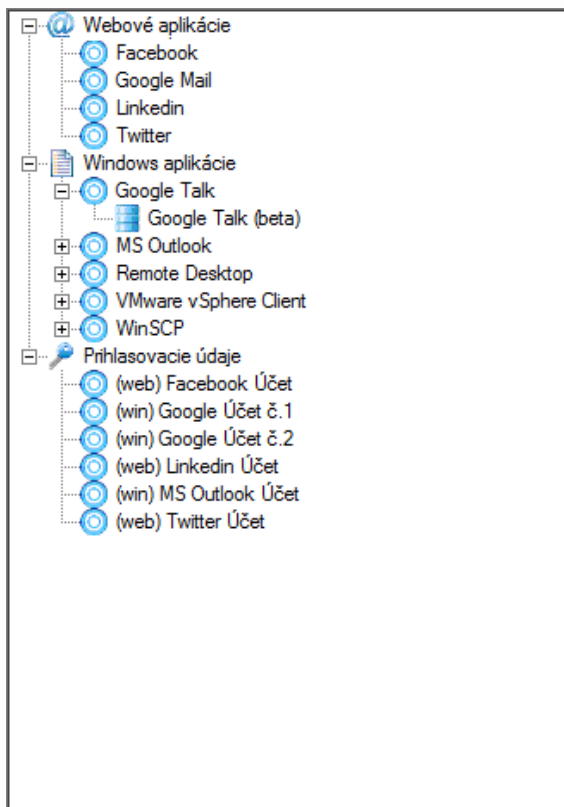 Webové aplikácie
Facebook
Google Mail
Linkedin
Twitter
Windows aplikácie
Google Talk
Google Talk (beta)
MS Outlook
Remote Desktop
VMware vSphere Client
WinSCP
Prihlasovacie údaje
(web) Facebook Účet
(win) Google Účet č.1
(win) Google Účet č.2
(web) Linkedin Účet
(win) MS Outlook Účet
(web) Twitter Účet